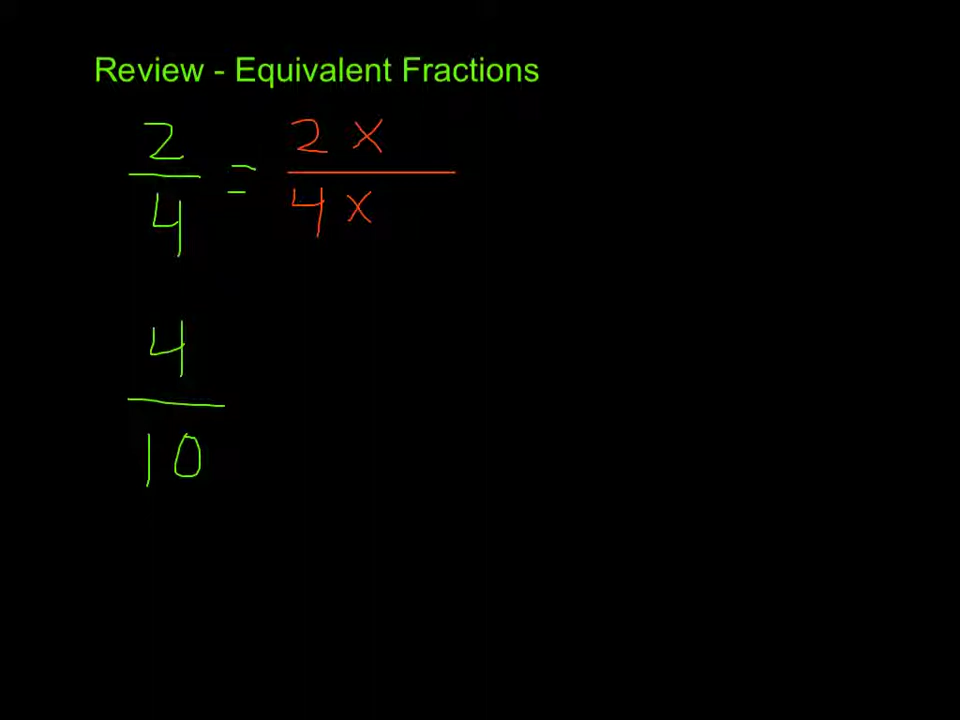 Review - Equivalent Fractions
2/4 = 2 x / 4 x
4/10